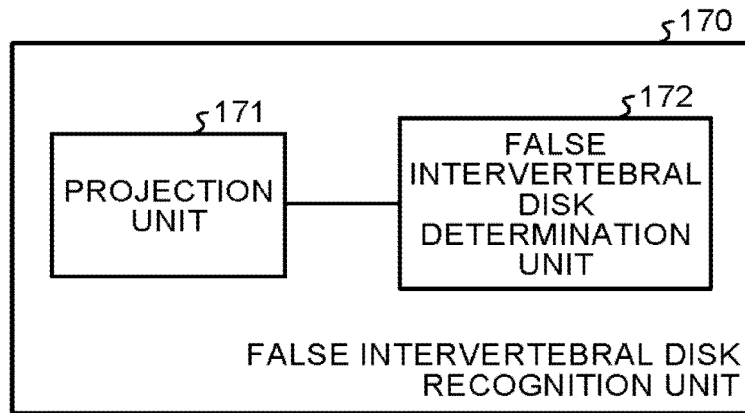 170
171
172
PROJECTION
UNIT
FALSE
INTERVERTEBRAL
DISK
DETERMINATION
UNIT
FALSE INTERVERTEBRAL DISK
RECOGNITION UNIT